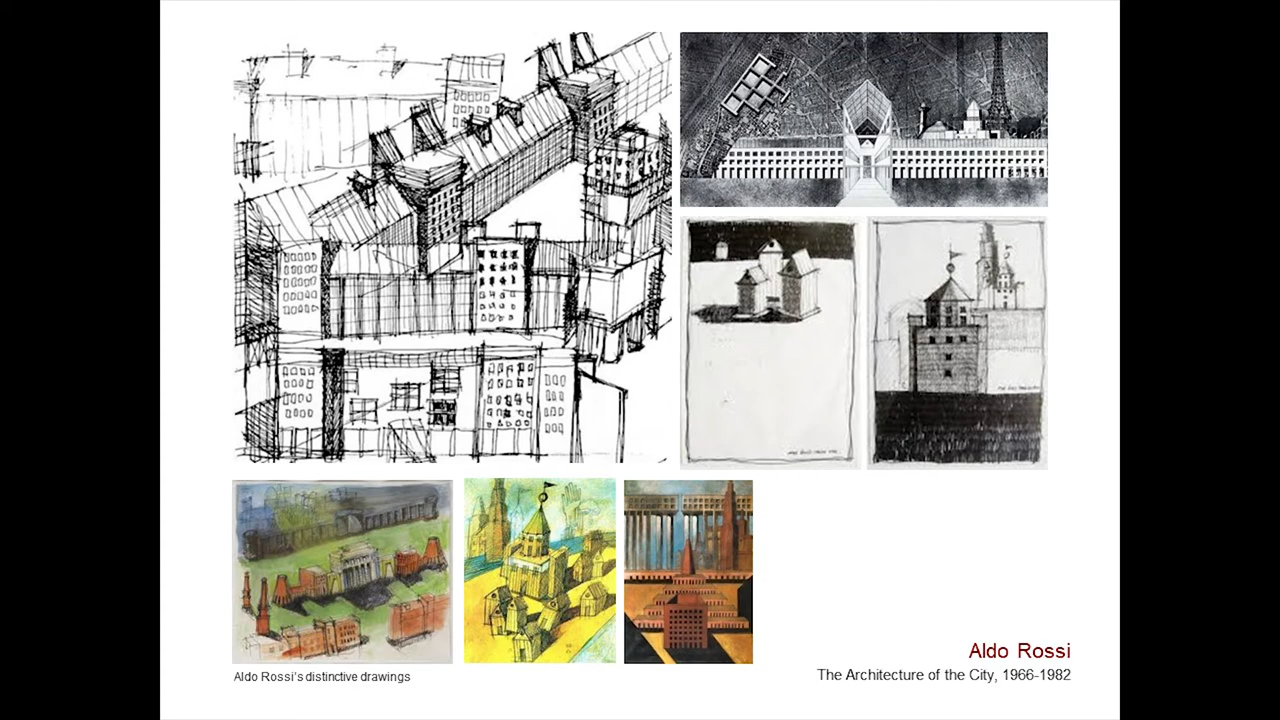 Aldo Rossi's distinctive drawings
Aldo Rossi
The Architecture of the City, 1966-1982